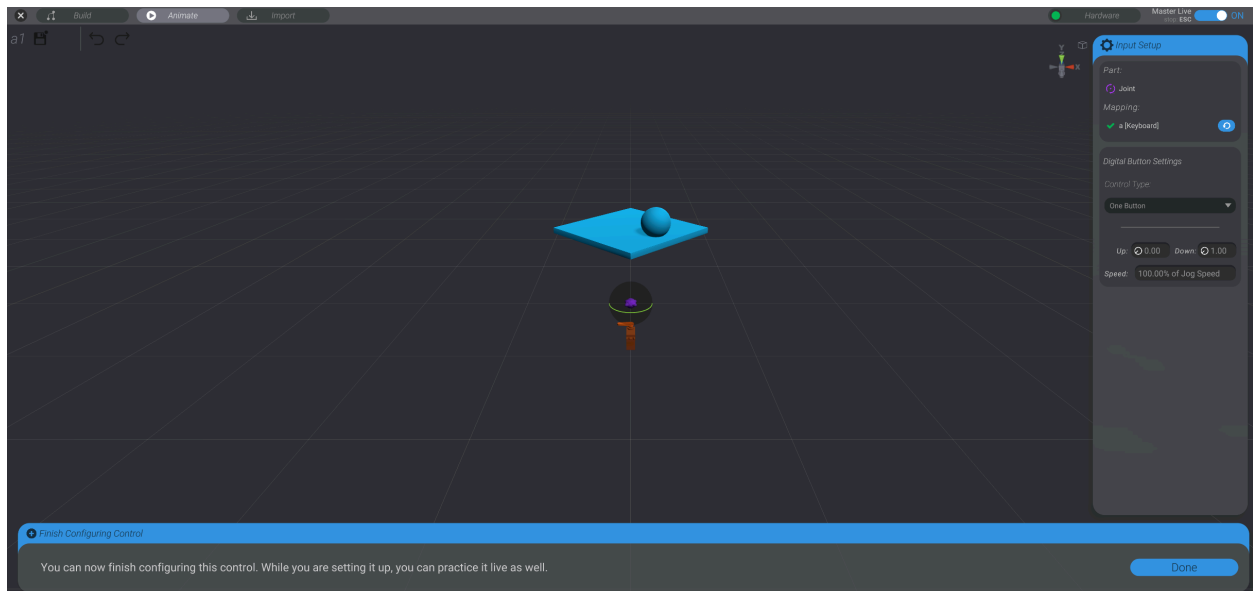 Build
Animate
Import
Hardware
Master Live
stop: ESC
ON
a1
Y
X
Input Setup
Part:
Joint
Mapping:
a [Keyboard]
Digital Button Settings
Control Type
One Button
Up: 0.00 Down: 1.00
Speed: 100.00% of Jog Speed
Finish Configuring Control
You can now finish configuring this control. While you are setting it up, you can practice it live as well.
Done